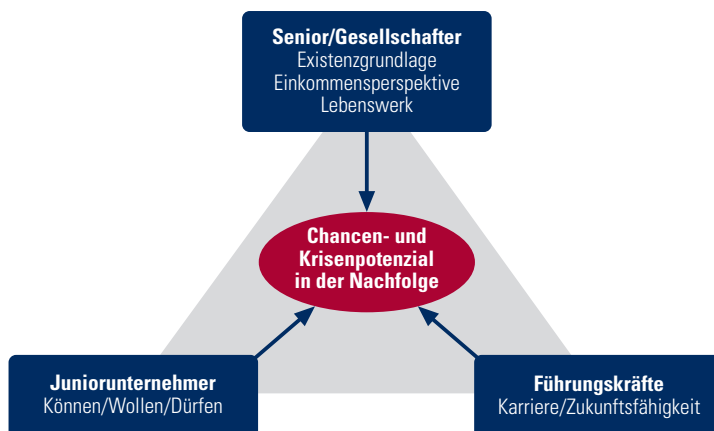 Senior/Gesellschafter
Existenzgrundlage
Einkommensperspektive
Lebenswerk
Chancen- und
Krisenpotenzial
in der Nachfolge
Juniorunternehmer
Können/Wollen/Dürfen
Führungskräfte
Karriere/Zukunftsfähigkeit